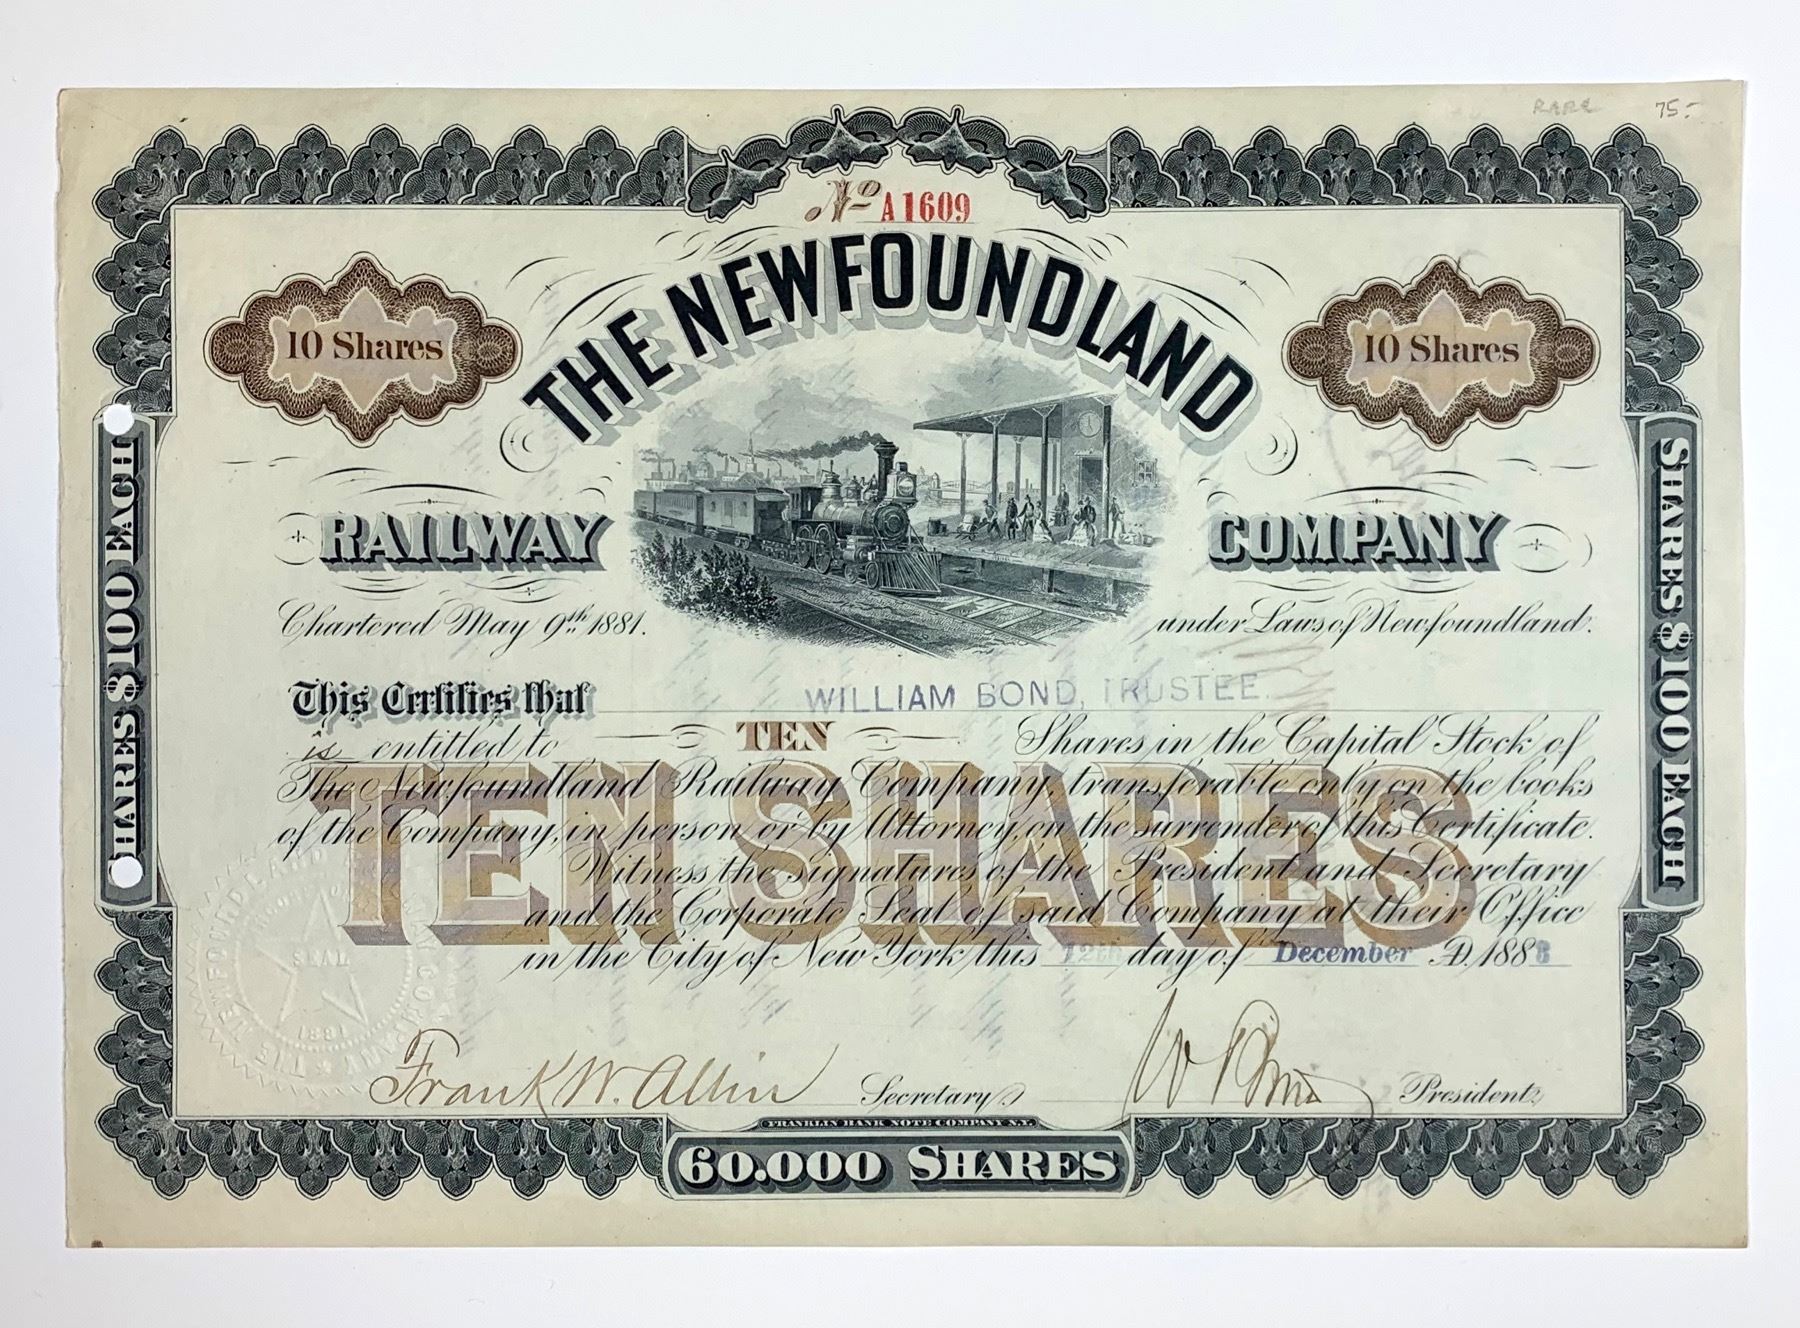 RARE 75.-
No A1609
THE NEWFOUNDLAND
10 Shares
10 Shares
RAILWAY COMPANY
Chartered May 9th 1881. under Laws of Newfoundland.
This Certifies that WILLIAM BOND, TRUSTEE.
is entitled to TEN Shares in the Capital Stock of
The Newfoundland Railway Company, transferable only on the books
of the Company, in person or by Attorney, on the surrender of this Certificate.
TEN SHARES
Witness the signatures of the President and Secretary
and the Corporate Seal of said Company at their Office
in the City of New York this 12th day of December A.D. 1883
SEAL
1881
THE NEWFOUNDLAND RAILWAY COMPANY
Frank W. Allin Secretary
President
FRANKLIN BANK NOTE COMPANY N.Y.
60.000 SHARES
SHARES $100 EACH
SHARES $100 EACH